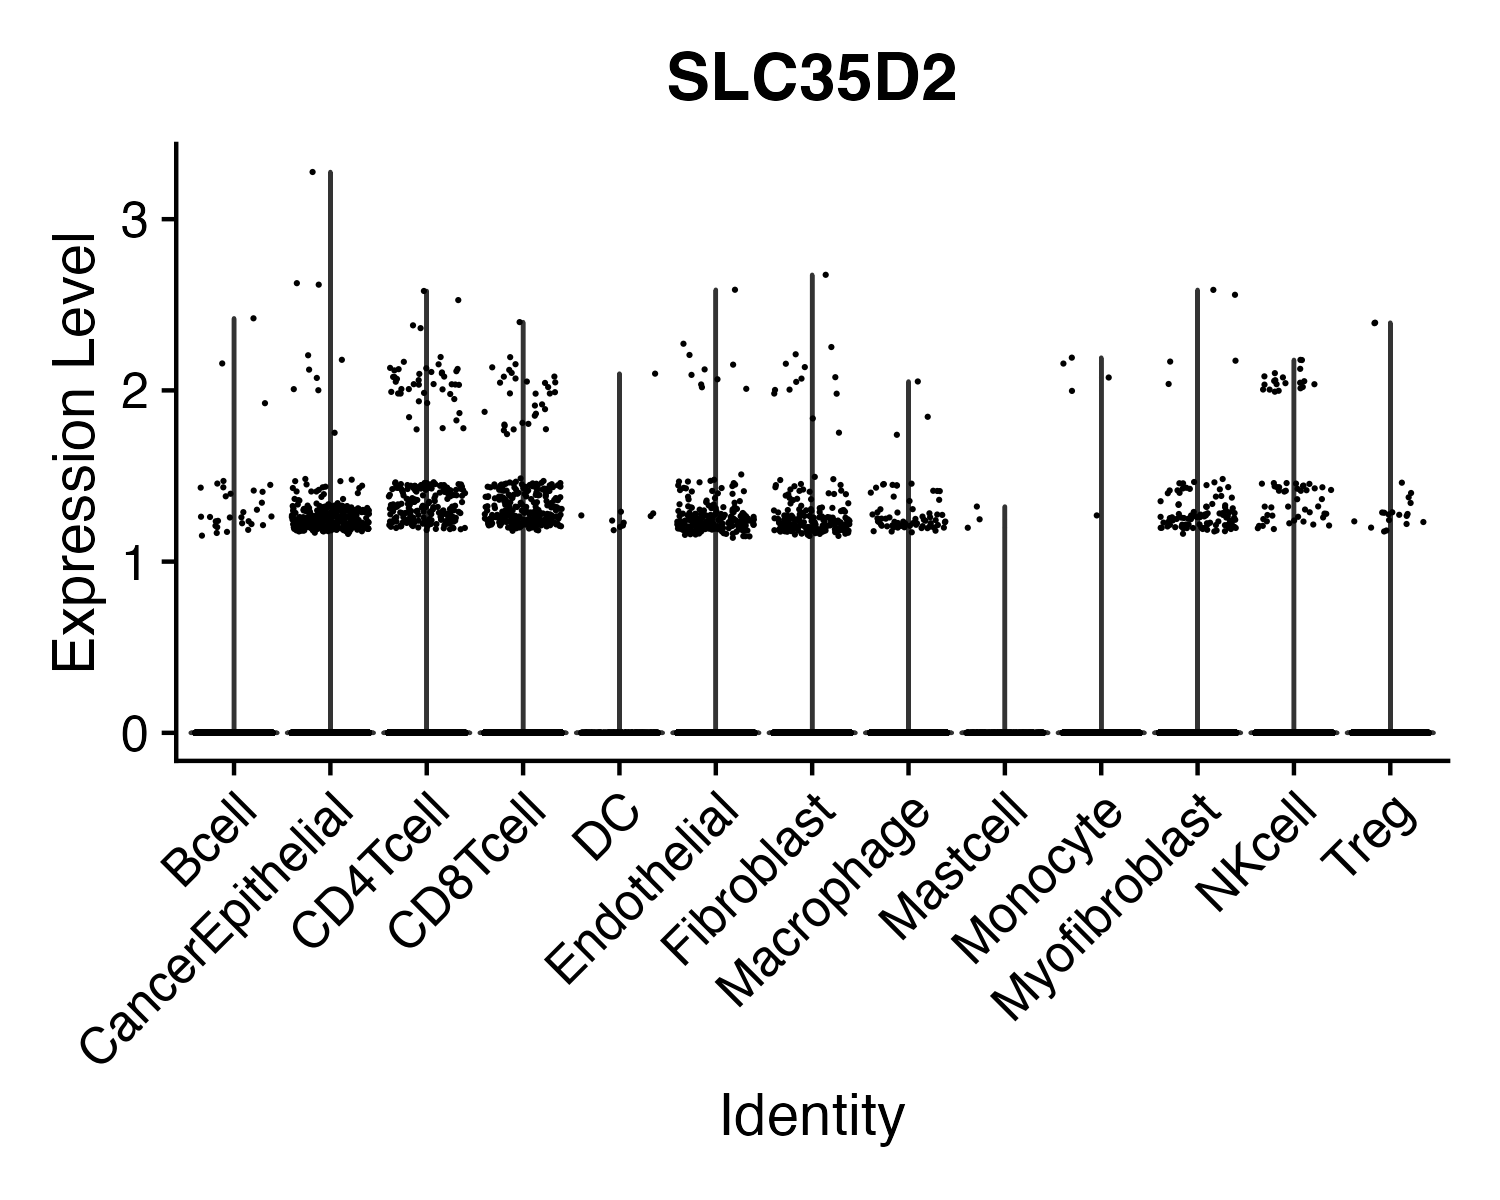 SLC35D2
Expression Level
3
2
1
0
Bcell
CancerEpithelial
CD4Tcell
CD8Tcell
DC
Endothelial
Fibroblast
Macrophage
Mastcell
Monocyte
Myofibroblast
NKcell
Treg
Identity